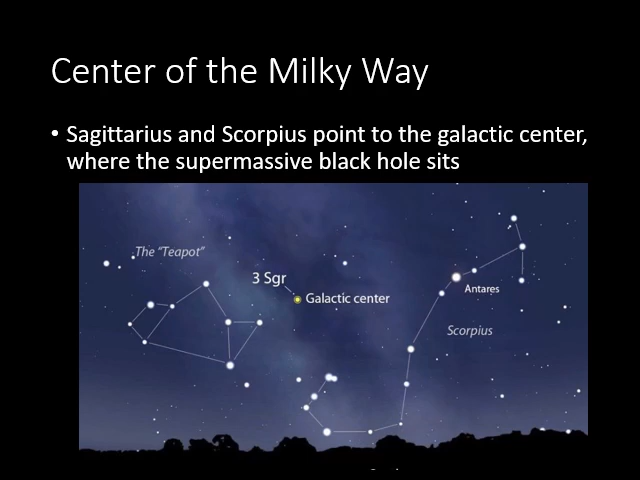 Center of the Milky Way
• Sagittarius and Scorpius point to the galactic center,
where the supermassive black hole sits
The "Teapot"
3 Sgr
Galactic center
Antares
Scorpius